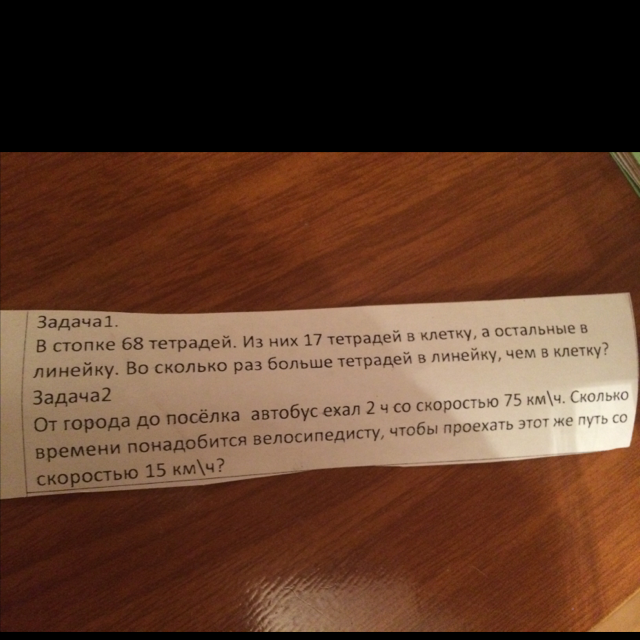 Задача1.
В стопке 68 тетрадей. Из них 17 тетрадей в клетку, а остальные в
линейку. Во сколько раз больше тетрадей в линейку, чем в клетку?
Задача2
От города до посёлка автобус ехал 2 ч со скоростью 75 км\ч. Сколько
времени понадобится велосипедисту, чтобы проехать этот же путь со
скоростью 15 км\ч?